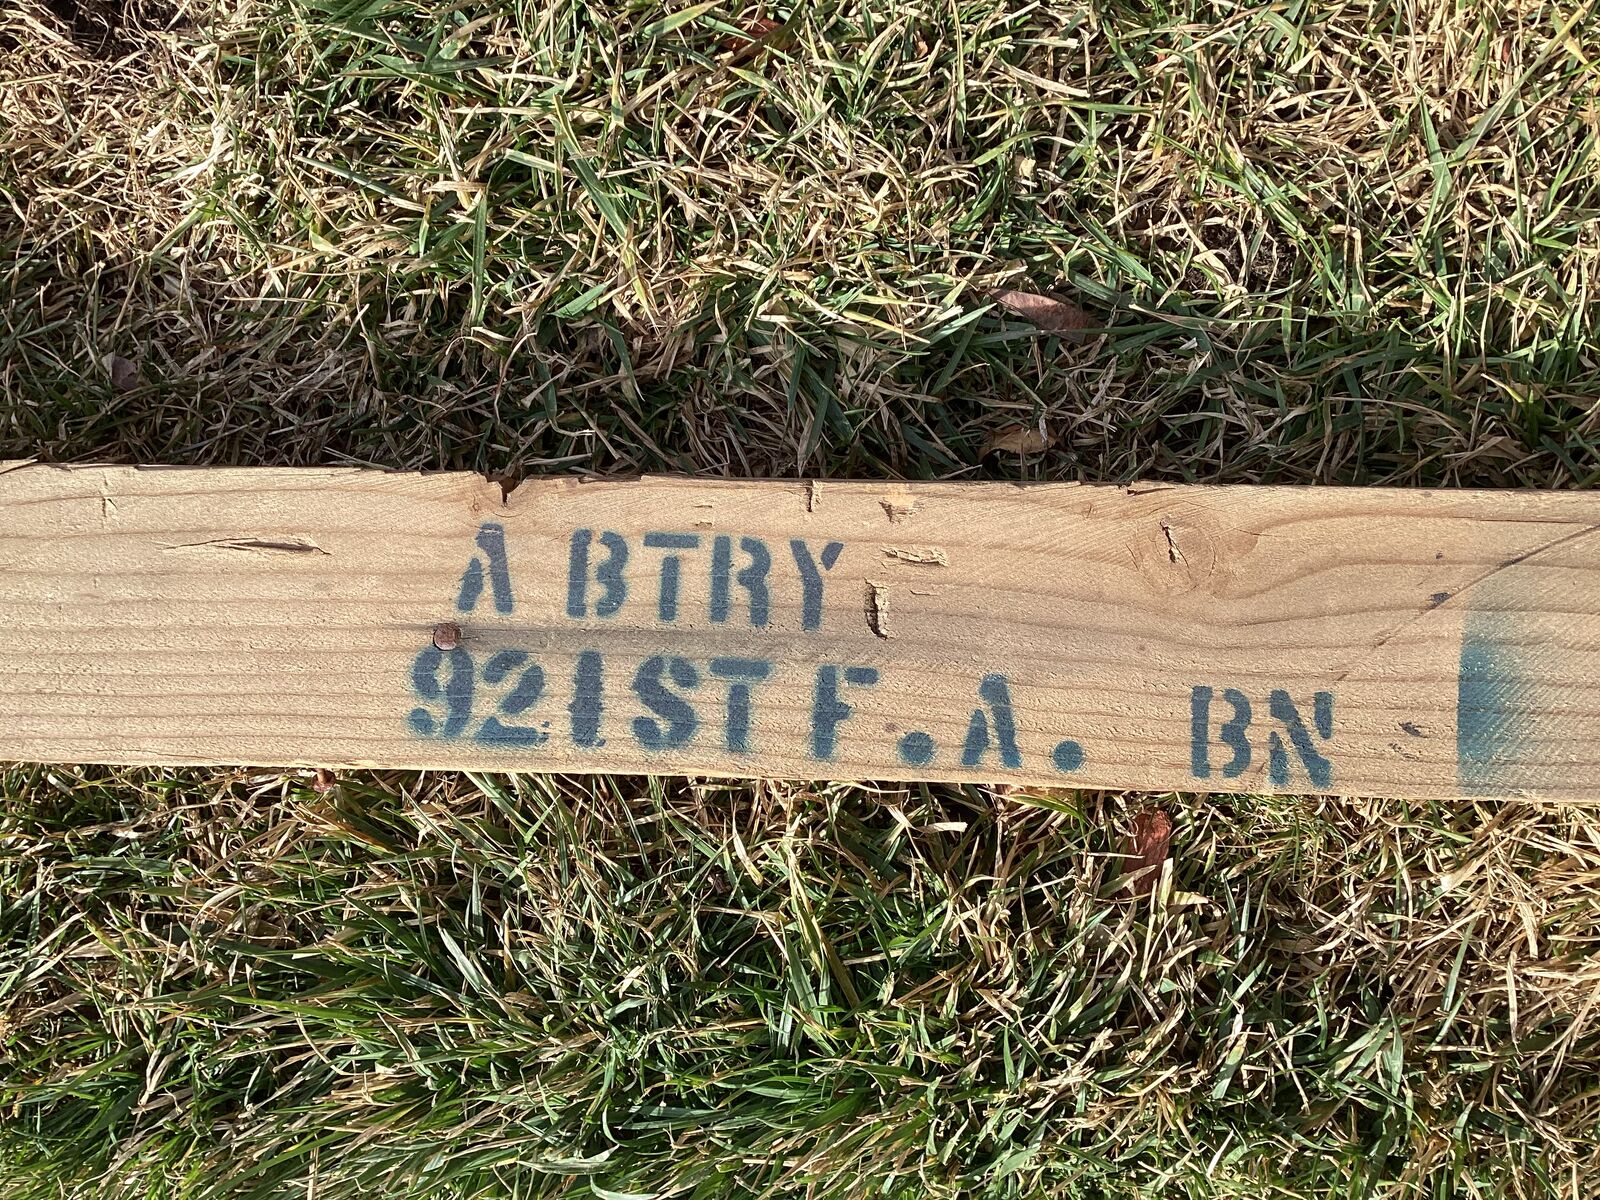 A BTRY
921ST F.A. BN